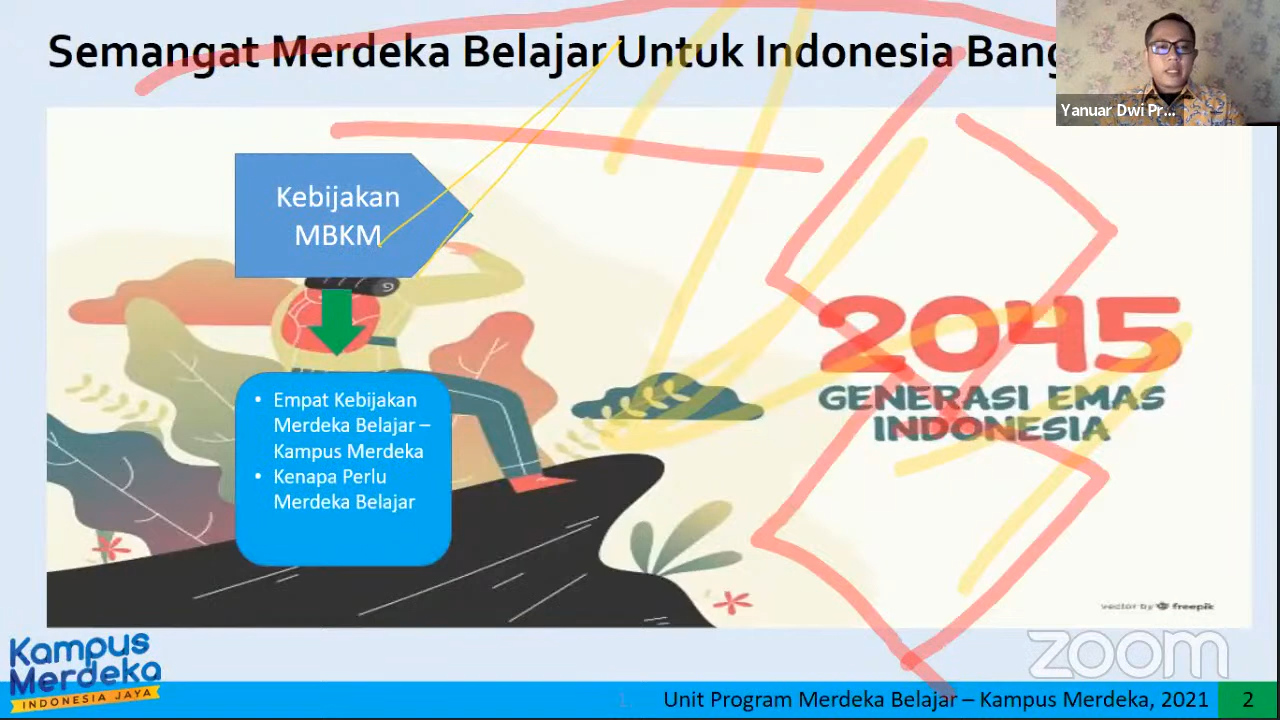 Semangat Merdeka Belajar Untuk Indonesia Bang
Yanuar Dwi Pr...
Kebijakan
MBKM
2045
GENERASI EMAS
INDONESIA
• Empat Kebijakan
Merdeka Belajar –
Kampus Merdeka
• Kenapa Perlu
Merdeka Belajar
vector by freepik
zoom
Kampus
Merdeka
INDONESIA JAYA
1.
Unit Program Merdeka Belajar – Kampus Merdeka, 2021
2